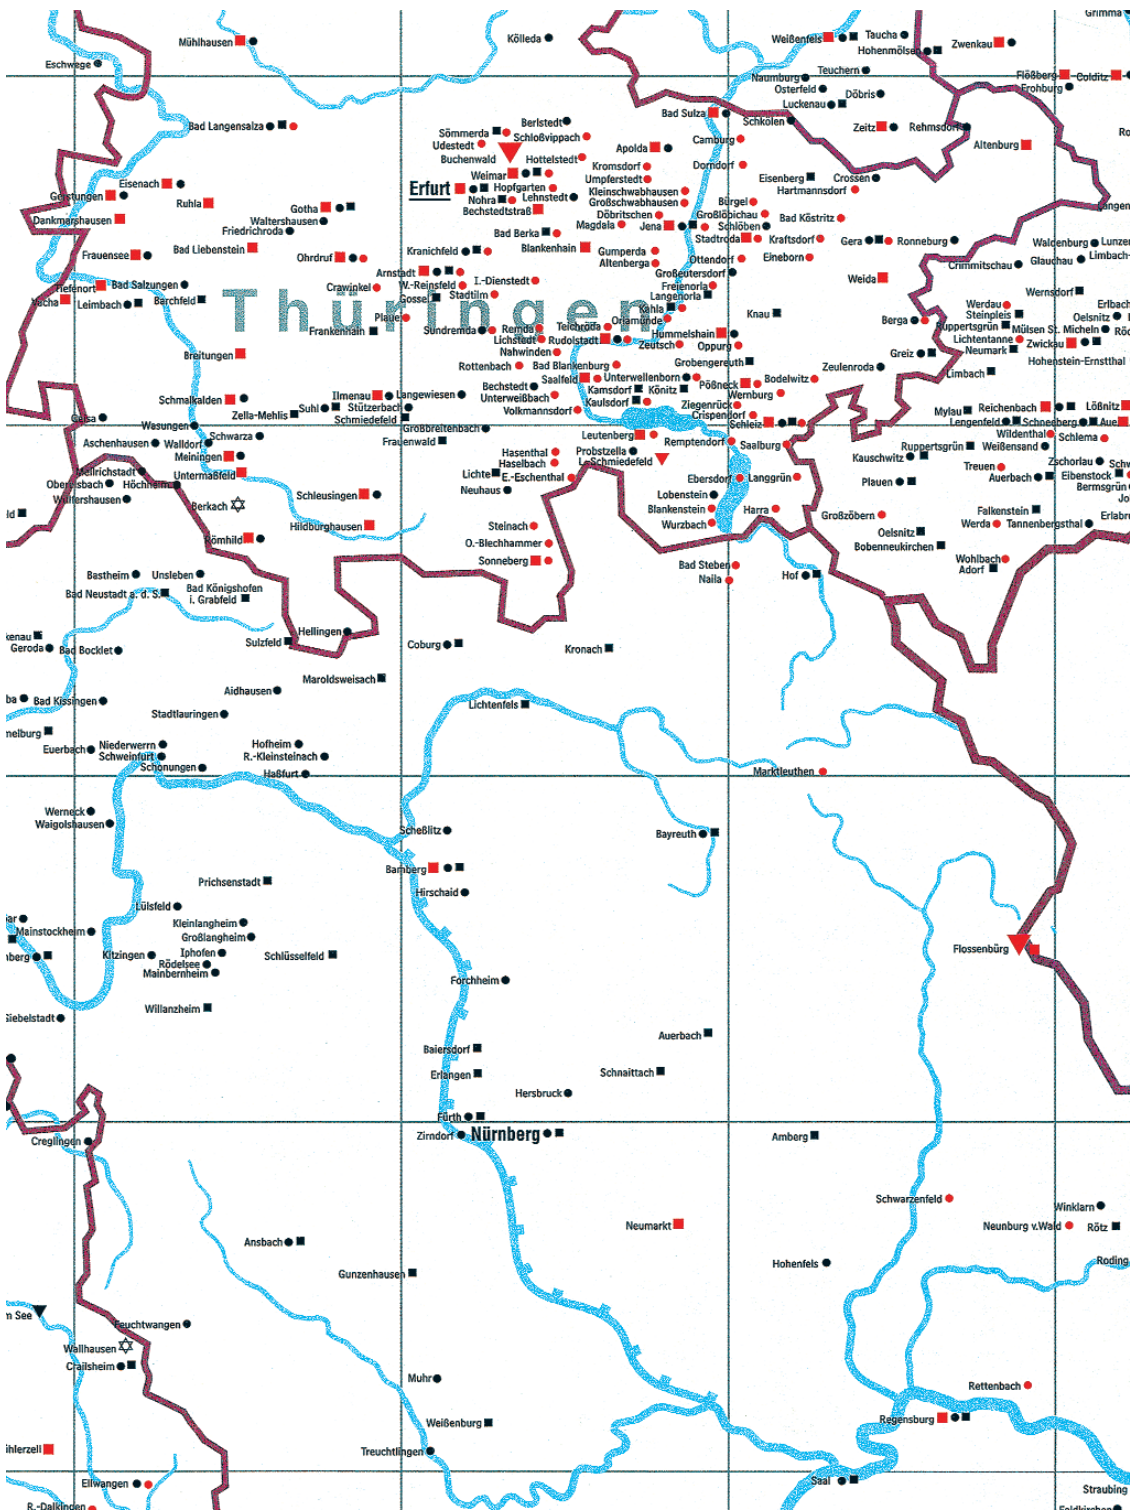 Grimma
Mühlhausen
Kölleda
Weißenfels
Taucha
Hohenmölsen
Zwenkau
Eschwege
Naumburg
Teuchern
Flößberg
Colditz
Osterfeld
Döbris
Frohburg
Luckenau
Bad Langensalza
Berlstedt
Bad Sulza
Schkölen
Zeitz
Rehmsdorf
Sömmerda
Schloßvippach
Udestedt
Camburg
Altenburg
Buchenwald
Hottelstedt
Apolda
Dorndorf
Kromsdorf
Weimar
Umpferstedt
Eisenberg
Crossen
Eisenach
Erfurt
Hopfgarten
Kleinschwabhausen
Hartmannsdorf
Gerstungen
Ruhla
Nohra
Lehnstedt
Großschwabhausen
Bürgel
Gotha
Bechstedtstraß
Döbritschen
Großlöbichau
Bad Köstritz
Dankmarshausen
Waltershausen
Magdala
Jena
Schlöben
Friedrichroda
Bad Berka
Stadtroda
Kraftsdorf
Gera
Ronneburg
Waldenburg
Lunzen
Frauensee
Bad Liebenstein
Ohrdruf
Kranichfeld
Blankenhain
Gumperda
Altenberga
Ottendorf
Eineborn
Crimmitschau
Glauchau
Limbach-
Arnstadt
Großeutersdorf
Tiefenort
Bad Salzungen
Crawinkel
W.-Reinsfeld
I.-Dienstedt
Freienorla
Weida
Wernsdorf
Vacha
Leimbach
Barchfeld
Gossel
Stadtilm
Langenorla
Thüringen
Kahla
Werdau
Erlbach
Plaue
Orlamünde
Knau
Berga
Steinpleis
Oelsnitz
Frankenhain
Sundremda
Remda
Teichröda
Hummelshain
Ruppertsgrün
Mülsen St. Micheln
Lichstedt
Rudolstadt
Zeutsch
Oppurg
Lichtentanne
Zwickau
Breitungen
Nahwinden
Grobengereuth
Greiz
Neumark
Hohenstein-Ernstthal
Rottenbach
Bad Blankenburg
Zeulenroda
Limbach
Saalfeld
Unterwellenborn
Pößneck
Bodelwitz
Schmalkalden
Ilmenau
Langewiesen
Bechstedt
Kamsdorf
Könitz
Wernburg
Unterweißbach
Kaulsdorf
Ziegenrück
Reichenbach
Lößnitz
Suhl
Stützerbach
Volkmannsdorf
Crispendorf
Mylau
Zella-Mehlis
Schmiedefeld
Schleiz
Lengenfeld
Schneeberg
Aue
Geisa
Wasungen
Schwarza
Großbreitenbach
Leutenberg
Remptendorf
Saalburg
Wildenthal
Schlema
Aschenhausen
Walldorf
Frauenwald
Hasenthal
Probstzella
Ruppertsgrün
Weißensand
Meiningen
Haselbach
L.-Schmiedefeld
Kauschwitz
Treuen
Zschorlau
Mellrichstadt
Untermaßfeld
Lichte
E.-Eschenthal
Ebersdorf
Langgrün
Auerbach
Eibenstock
Oberelsbach
Höchheim
Neuhaus
Plauen
Bermsgrün
Wülfershausen
Berkach
Schleusingen
Lobenstein
Blankenstein
Harra
Großzöbern
Falkenstein
Hildburghausen
Steinach
Wurzbach
Oelsnitz
Werda
Tannenbergsthal
Römhild
O.-Blechhammer
Bobenneukirchen
Sonneberg
Bad Steben
Wohlbach
Bastheim
Unsleben
Naila
Hof
Adorf
Bad Neustadt a. d. S.
Bad Königshofen
i. Grabfeld
Hellingen
Geroda
Bad Bocklet
Sulzfeld
Coburg
Kronach
Maroldsweisach
Aidhausen
Bad Kissingen
Stadtlauringen
Lichtenfels
Euerbach
Niederwerrn
Hofheim
Schweinfurt
R.-Kleinsteinach
Schonungen
Haßfurt
Marktleuthen
Werneck
Waigolshausen
Scheßlitz
Bayreuth
Bamberg
Prichsenstadt
Hirschaid
Lülsfeld
Kleinlangheim
Mainstockheim
Großlangheim
Kitzingen
Iphofen
Schlüsselfeld
Flossenbürg
Rödelsee
Mainbernheim
Forchheim
Willanzheim
Giebelstadt
Auerbach
Baiersdorf
Erlangen
Schnaittach
Hersbruck
Fürth
Creglingen
Zirndorf
Nürnberg
Amberg
Schwarzenfeld
Winklarn
Neumarkt
Neunburg v.Wald
Rötz
Ansbach
Hohenfels
Roding
Gunzenhausen
m See
Feuchtwangen
Wallhausen
Crailsheim
Muhr
Rettenbach
Weißenburg
Regensburg
Treuchtlingen
Ellwangen
Saal
Straubing
R.-Dalkingen
Feldkirchen